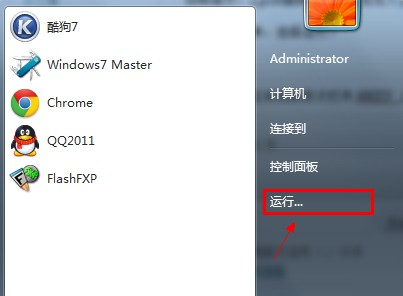 酷狗7
Windows7 Master
Chrome
QQ2011
FlashFXP
Administrator
计算机
连接到
控制面板
运行...